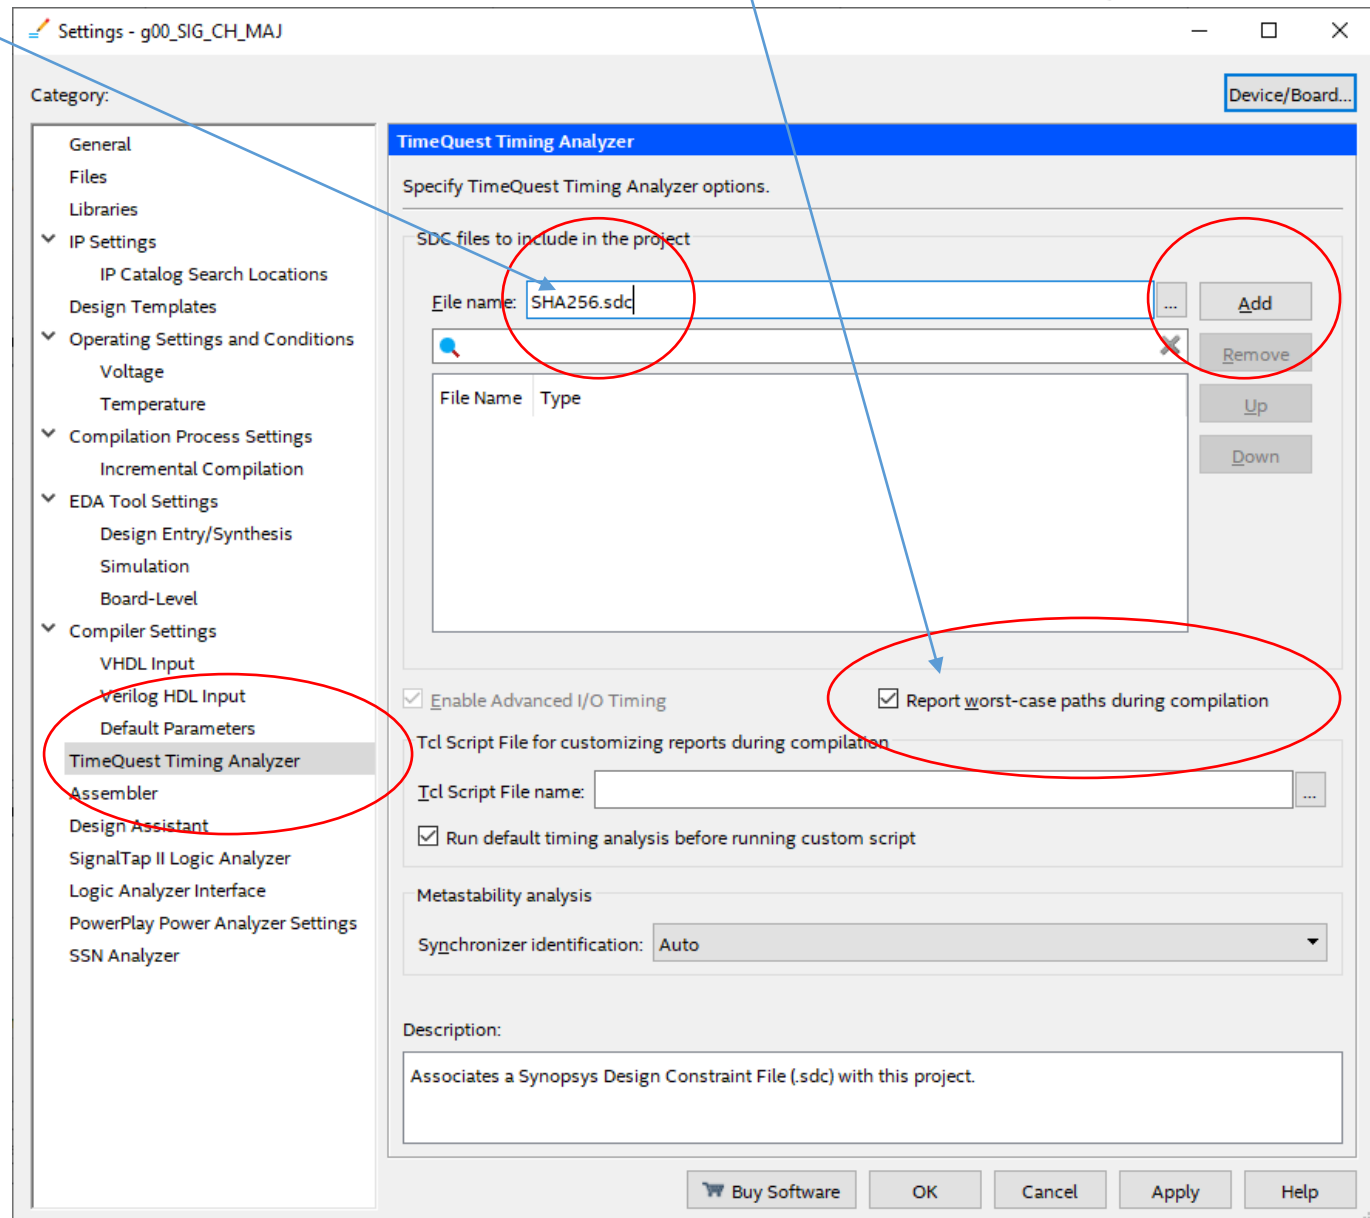 Settings - g00_SIG_CH_MAJ
Category:
Device/Board...
General
Files
Libraries
IP Settings
IP Catalog Search Locations
Design Templates
Operating Settings and Conditions
Voltage
Temperature
Compilation Process Settings
Incremental Compilation
EDA Tool Settings
Design Entry/Synthesis
Simulation
Board-Level
Compiler Settings
VHDL Input
Verilog HDL Input
Default Parameters
TimeQuest Timing Analyzer
Assembler
Design Assistant
SignalTap II Logic Analyzer
Logic Analyzer Interface
PowerPlay Power Analyzer Settings
SSN Analyzer
TimeQuest Timing Analyzer
Specify TimeQuest Timing Analyzer options.
SDC files to include in the project
File name: SHA256.sdc ... Add
Remove
File Name Type
Up
Down
Enable Advanced I/O Timing Report worst-case paths during compilation
Tcl Script File for customizing reports during compilation
Tcl Script File name: ...
Run default timing analysis before running custom script
Metastability analysis
Synchronizer identification: Auto
Description:
Associates a Synopsys Design Constraint File (.sdc) with this project.
Buy Software OK Cancel Apply Help